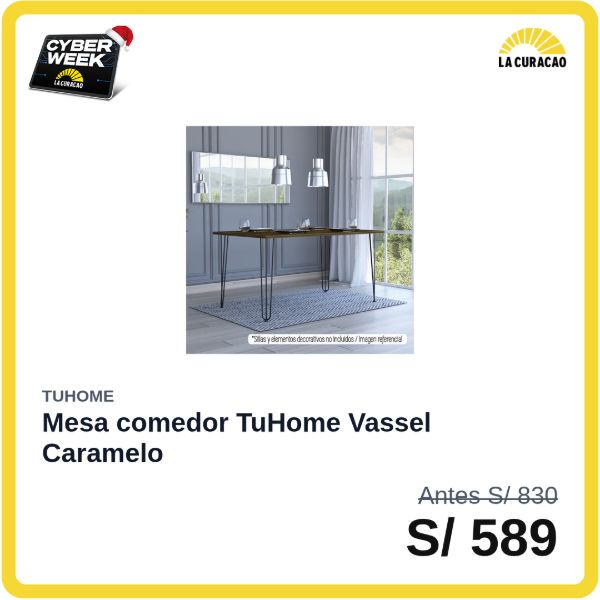 CYBER
WEEK
LA CURACAO
LA CURACAO
*Sillas y elementos decorativos no incluidos / Imagen referencial
TUHOME
Mesa comedor TuHome Vassel
Caramelo
Antes S/ 830
S/ 589